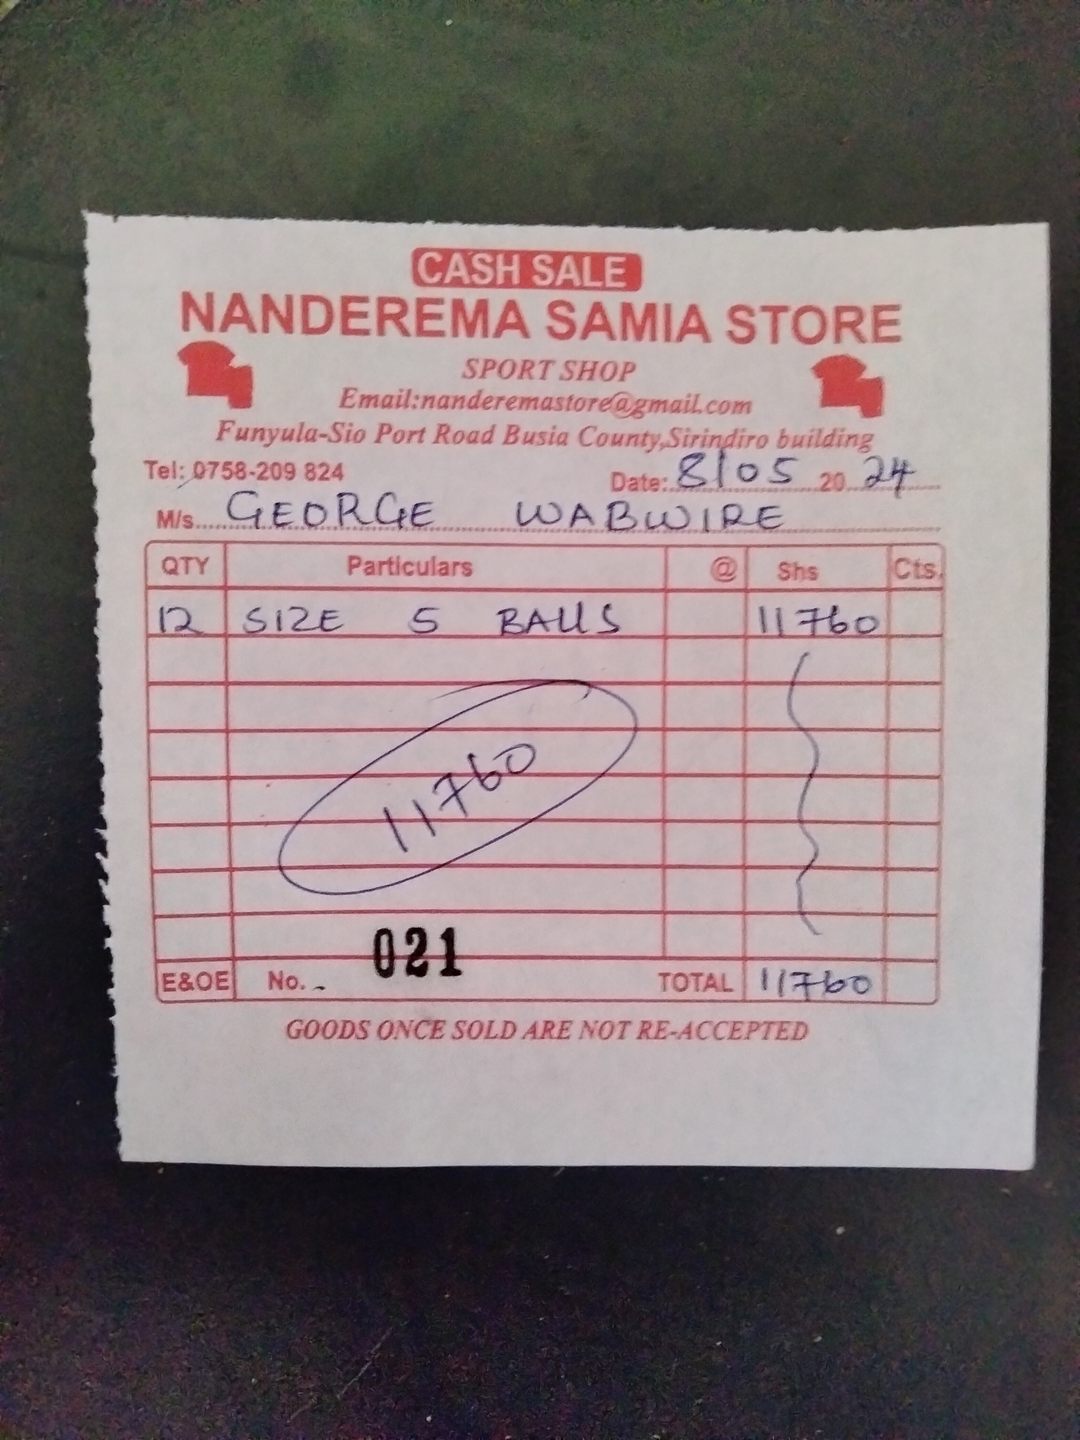 CASH SALE
NANDEREMA SAMIA STORE
SPORT SHOP
Email:nanderemastore@gmail.com
Funyula-Sio Port Road Busia County,Sirindiro building
Tel: 0758-209 824 Date: 8/05 2024
M/s GEORGE WABWIRE
QTY Particulars @ Shs Cts.
12 SIZE 5 BALLS 11760
11760
021
E&OE No. TOTAL 11760
GOODS ONCE SOLD ARE NOT RE-ACCEPTED